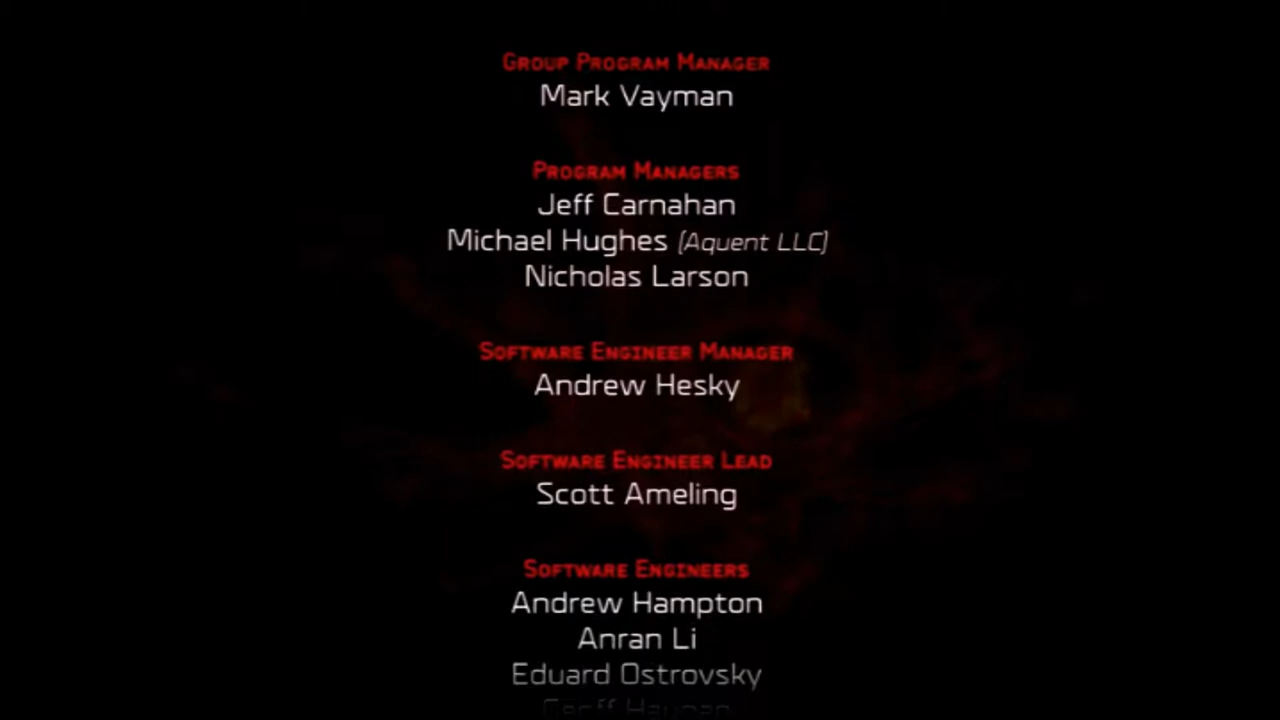 Group Program Manager
Mark Vayman
Program Managers
Jeff Carnahan
Michael Hughes (Aquent LLC)
Nicholas Larson
Software Engineer Manager
Andrew Hesky
Software Engineer Lead
Scott Ameling
Software Engineers
Andrew Hampton
Anran Li
Eduard Ostrovsky
Geoff